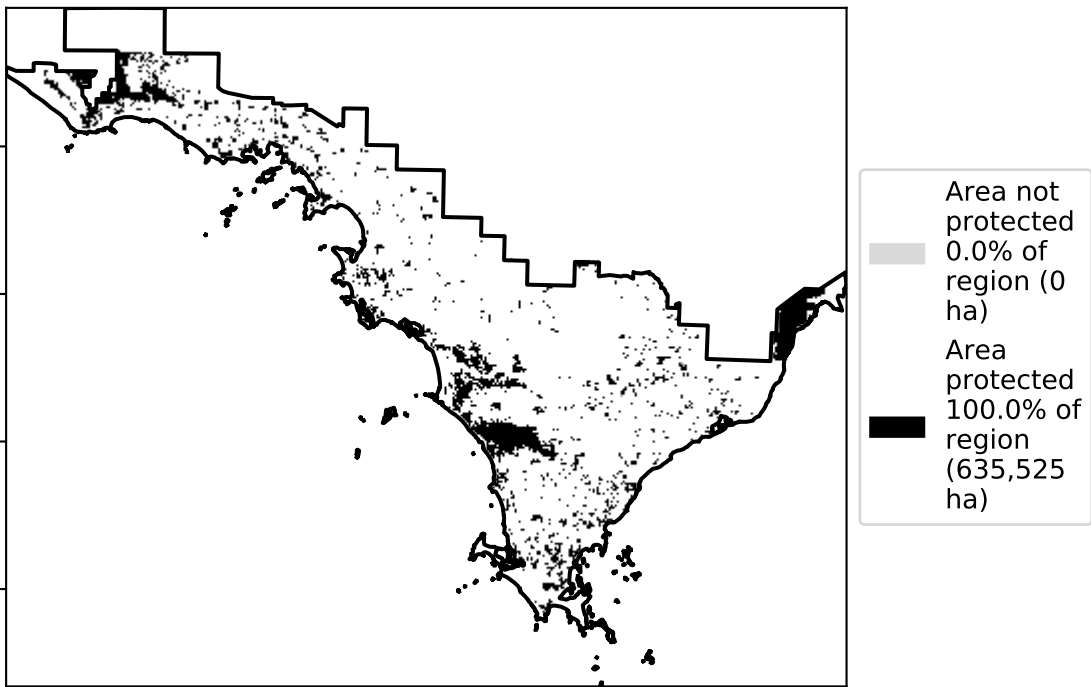 Area not
protected
0.0% of
region (0
ha)
Area
protected
100.0% of
region
(635,525
ha)